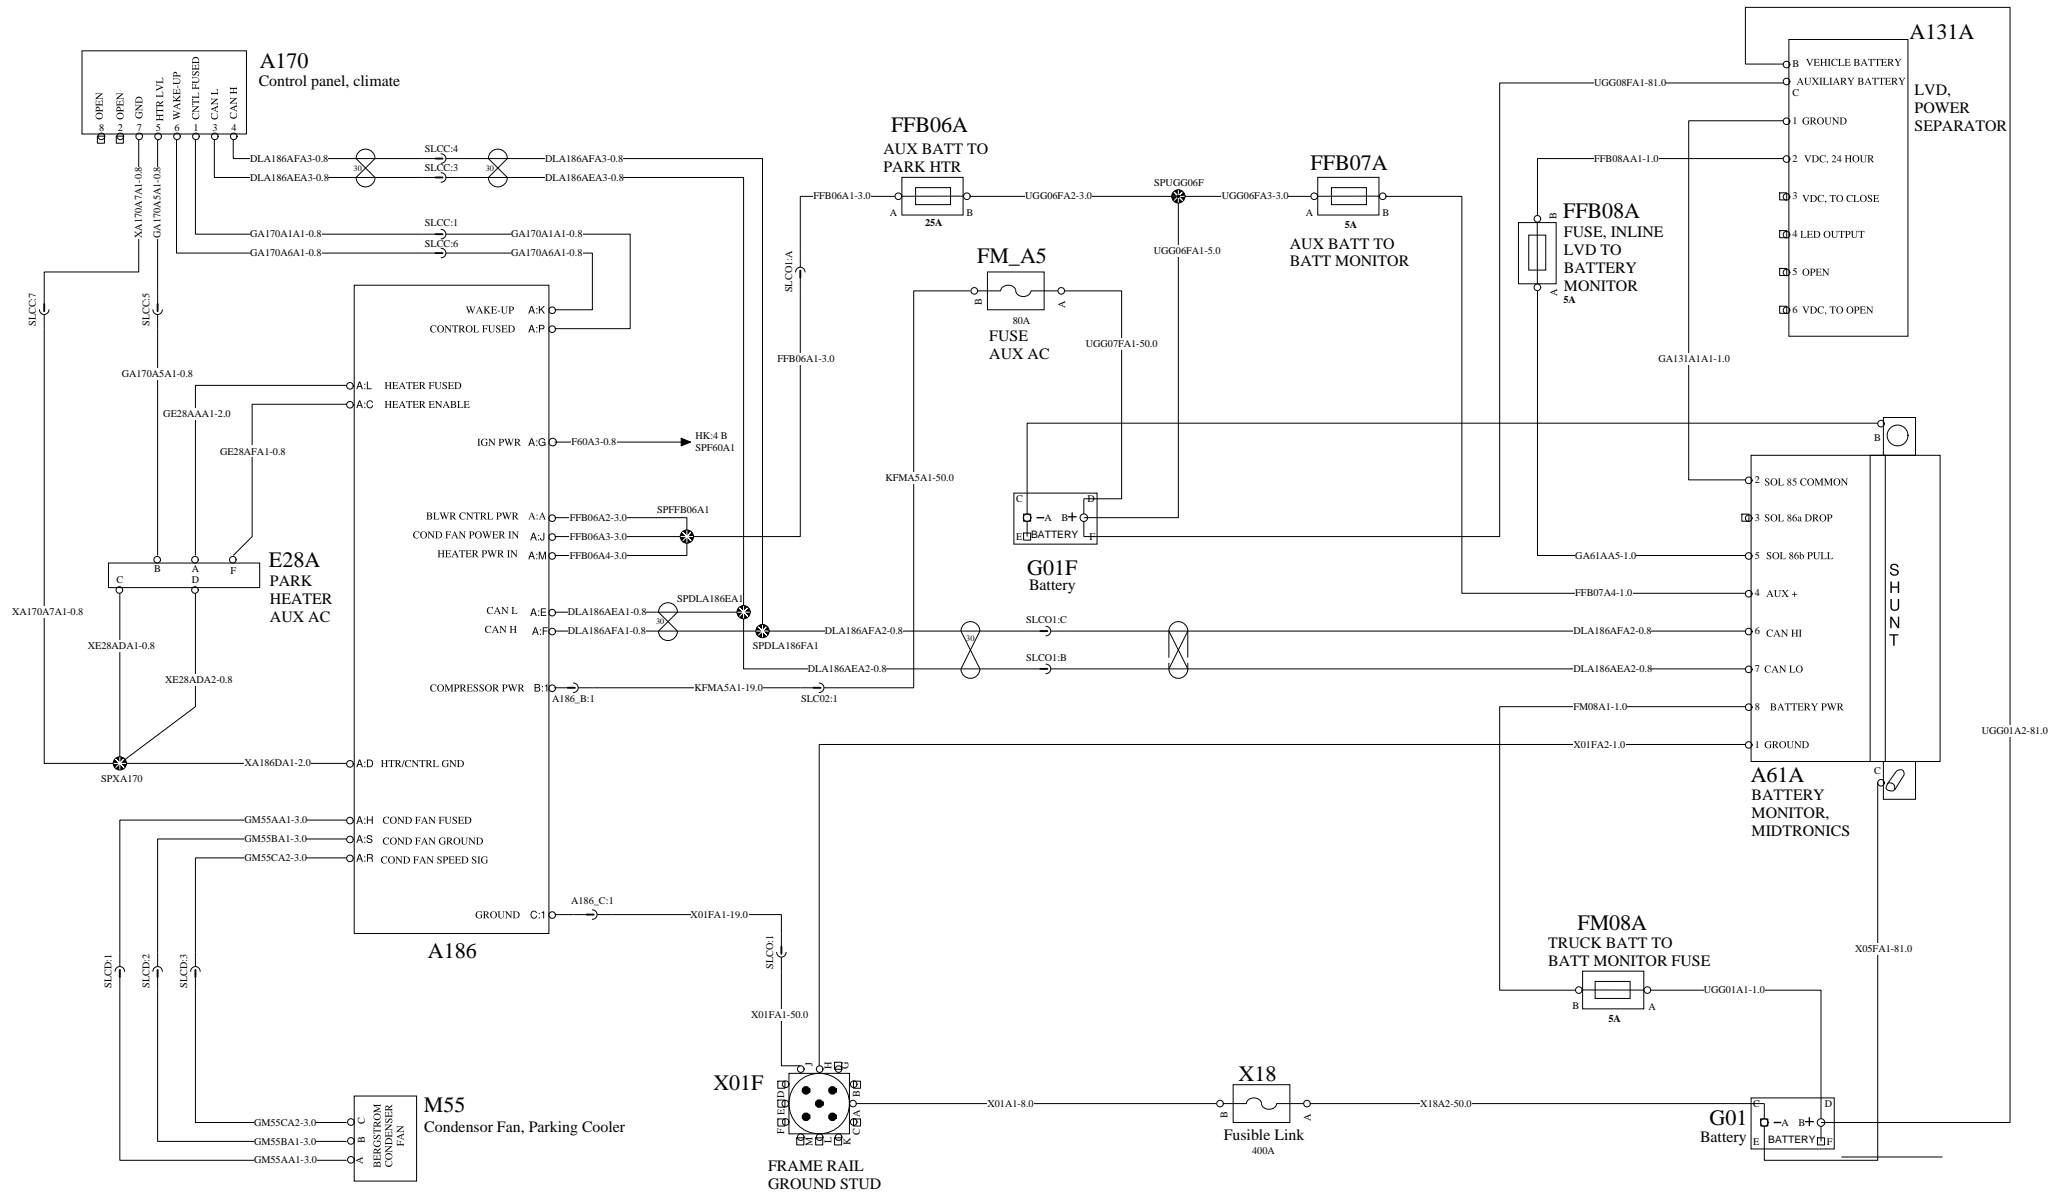 A170
Control panel, climate
8 OPEN
2 OPEN
7 GND
5 HTR LVL
6 WAKE-UP
1 CNTL FUSED
3 CAN L
4 CAN H
DLA186AFA3-0.8
30
SLCC:4
30
DLA186AFA3-0.8
DLA186AEA3-0.8
SLCC:3
DLA186AEA3-0.8
XA170A7A1-0.8
GA170A5A1-0.8
GA170A1A1-0.8
SLCC:1
GA170A1A1-0.8
GA170A6A1-0.8
SLCC:6
GA170A6A1-0.8
SLCC:7
SLCC:5
GA170A5A1-0.8
GE28AAA1-2.0
GE28AFA1-0.8
WAKE-UP A:K
CONTROL FUSED A:P
A:L HEATER FUSED
A:C HEATER ENABLE
IGN PWR A:G
F60A3-0.8
HK:4 B
SPF60A1
BLWR CNTRL PWR A:A
FFB06A2-3.0
COND FAN POWER IN A:J
FFB06A3-3.0
HEATER PWR IN A:M
FFB06A4-3.0
SPFFB06A1
CAN L A:E
DLA186AEA1-0.8
CAN H A:F
DLA186AFA1-0.8
30
SPDLA186EA1
SPDLA186FA1
COMPRESSOR PWR B:1
A186_B:1
KFMA5A1-19.0
SLC02:1
A:D HTR/CNTRL GND
XA186DA1-2.0
A:H COND FAN FUSED
GM55AA1-3.0
A:S COND FAN GROUND
GM55BA1-3.0
A:R COND FAN SPEED SIG
GM55CA2-3.0
GROUND C:1
A186_C:1
X01FA1-19.0
A186
E28A
PARK
HEATER
AUX AC
B
A
F
C
D
XA170A7A1-0.8
XE28ADA1-0.8
XE28ADA2-0.8
SPXA170
SLCD:1
SLCD:2
SLCD:3
GM55CA2-3.0
GM55BA1-3.0
GM55AA1-3.0
C
B
A
BERGSTROM
CONDENSER
FAN
M55
Condensor Fan, Parking Cooler
FFB06A
AUX BATT TO
PARK HTR
FFB06A1-3.0
A
B
25A
UGG06FA2-3.0
SPUGG06F
UGG06FA3-3.0
UGG06FA1-5.0
FFB07A
A
B
5A
AUX BATT TO
BATT MONITOR
SLCO1:A
FFB06A1-3.0
FM_A5
B
A
80A
FUSE
AUX AC
UGG07FA1-50.0
KFMA5A1-50.0
C
D
A
B
E
F
BATTERY
G01F
Battery
DLA186AFA2-0.8
30
SLCO1:C
DLA186AFA2-0.8
DLA186AEA2-0.8
SLCO1:B
DLA186AEA2-0.8
A131A
LVD,
POWER
SEPARATOR
B VEHICLE BATTERY
AUXILIARY BATTERY
C
1 GROUND
2 VDC, 24 HOUR
3 VDC, TO CLOSE
4 LED OUTPUT
5 OPEN
6 VDC, TO OPEN
UGG08FA1-81.0
FFB08AA1-1.0
B
A
FFB08A
FUSE, INLINE
LVD TO
BATTERY
MONITOR
5A
GA131A1A1-1.0
B
2 SOL 85 COMMON
3 SOL 86a DROP
5 SOL 86b PULL
GA61AA5-1.0
4 AUX +
FFB07A4-1.0
6 CAN HI
7 CAN LO
8 BATTERY PWR
FM08A1-1.0
1 GROUND
X01FA2-1.0
SHUNT
C
A61A
BATTERY
MONITOR,
MIDTRONICS
UGG01A2-81.0
X05FA1-81.0
FM08A
TRUCK BATT TO
BATT MONITOR FUSE
B
A
5A
UGG01A1-1.0
SLCO:1
X01FA1-50.0
X01F
J
H
G
D
E
F
B
A
C
M
L
K
FRAME RAIL
GROUND STUD
X01A1-8.0
X18
B
A
Fusible Link
400A
X18A2-50.0
G01
Battery
C
D
A
B
E
F
BATTERY